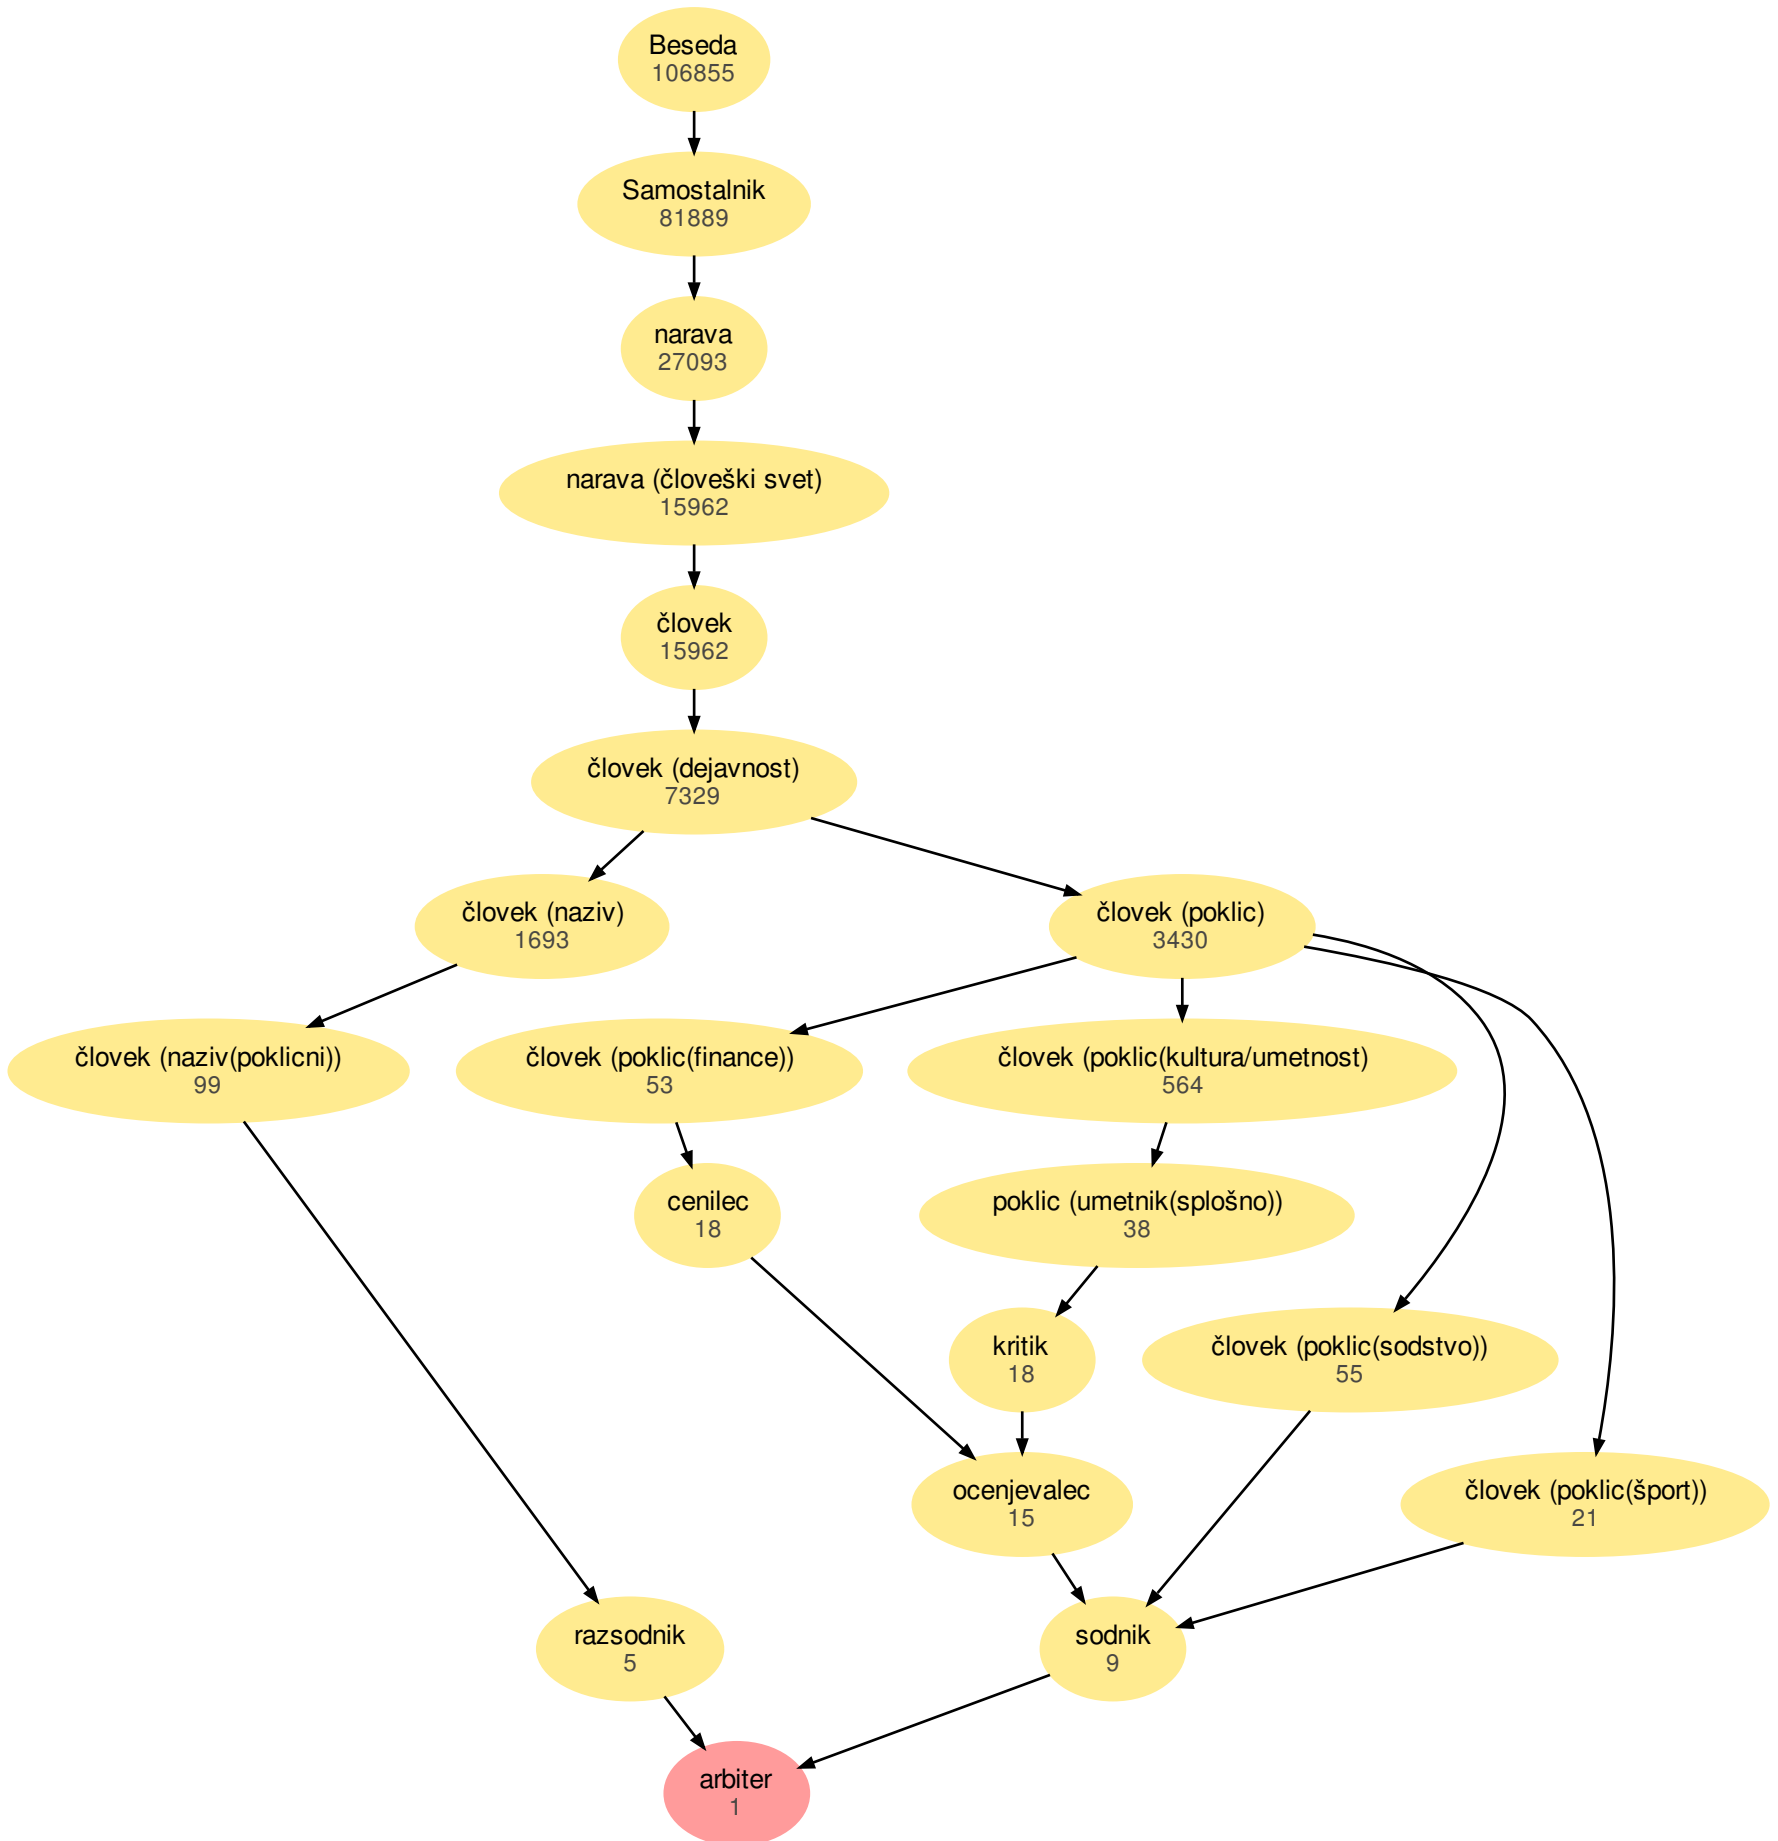 Beseda
106855
Samostalnik
81889
narava
27093
narava (človeški svet)
15962
človek
15962
človek (dejavnost)
7329
človek (naziv)
1693
človek (poklic)
3430
človek (naziv(poklicni))
99
človek (poklic(finance))
53
človek (poklic(kultura/umetnost)
564
cenilec
18
poklic (umetnik(splošno))
38
kritik
18
človek (poklic(sodstvo))
55
ocenjevalec
15
človek (poklic(šport))
21
razsodnik
5
sodnik
9
arbiter
1